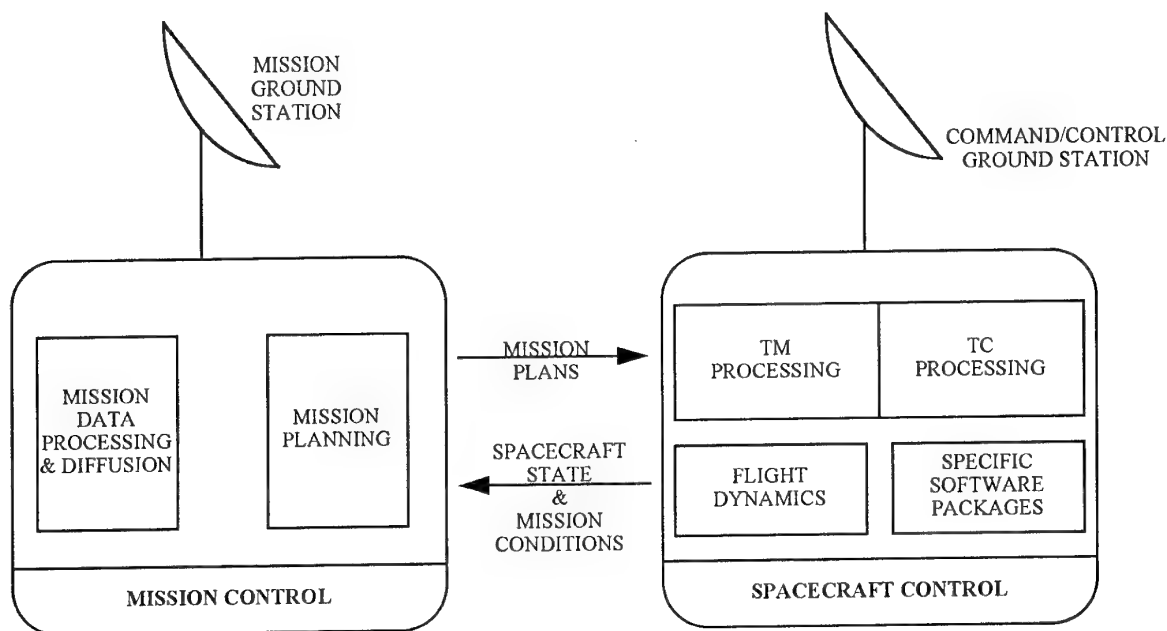 MISSION
GROUND
STATION
COMMAND/CONTROL
GROUND STATION
MISSION
DATA
PROCESSING
& DIFFUSION
MISSION
PLANNING
MISSION CONTROL
MISSION
PLANS
SPACECRAFT
STATE
&
MISSION
CONDITIONS
TM
PROCESSING
TC
PROCESSING
FLIGHT
DYNAMICS
SPECIFIC
SOFTWARE
PACKAGES
SPACECRAFT CONTROL